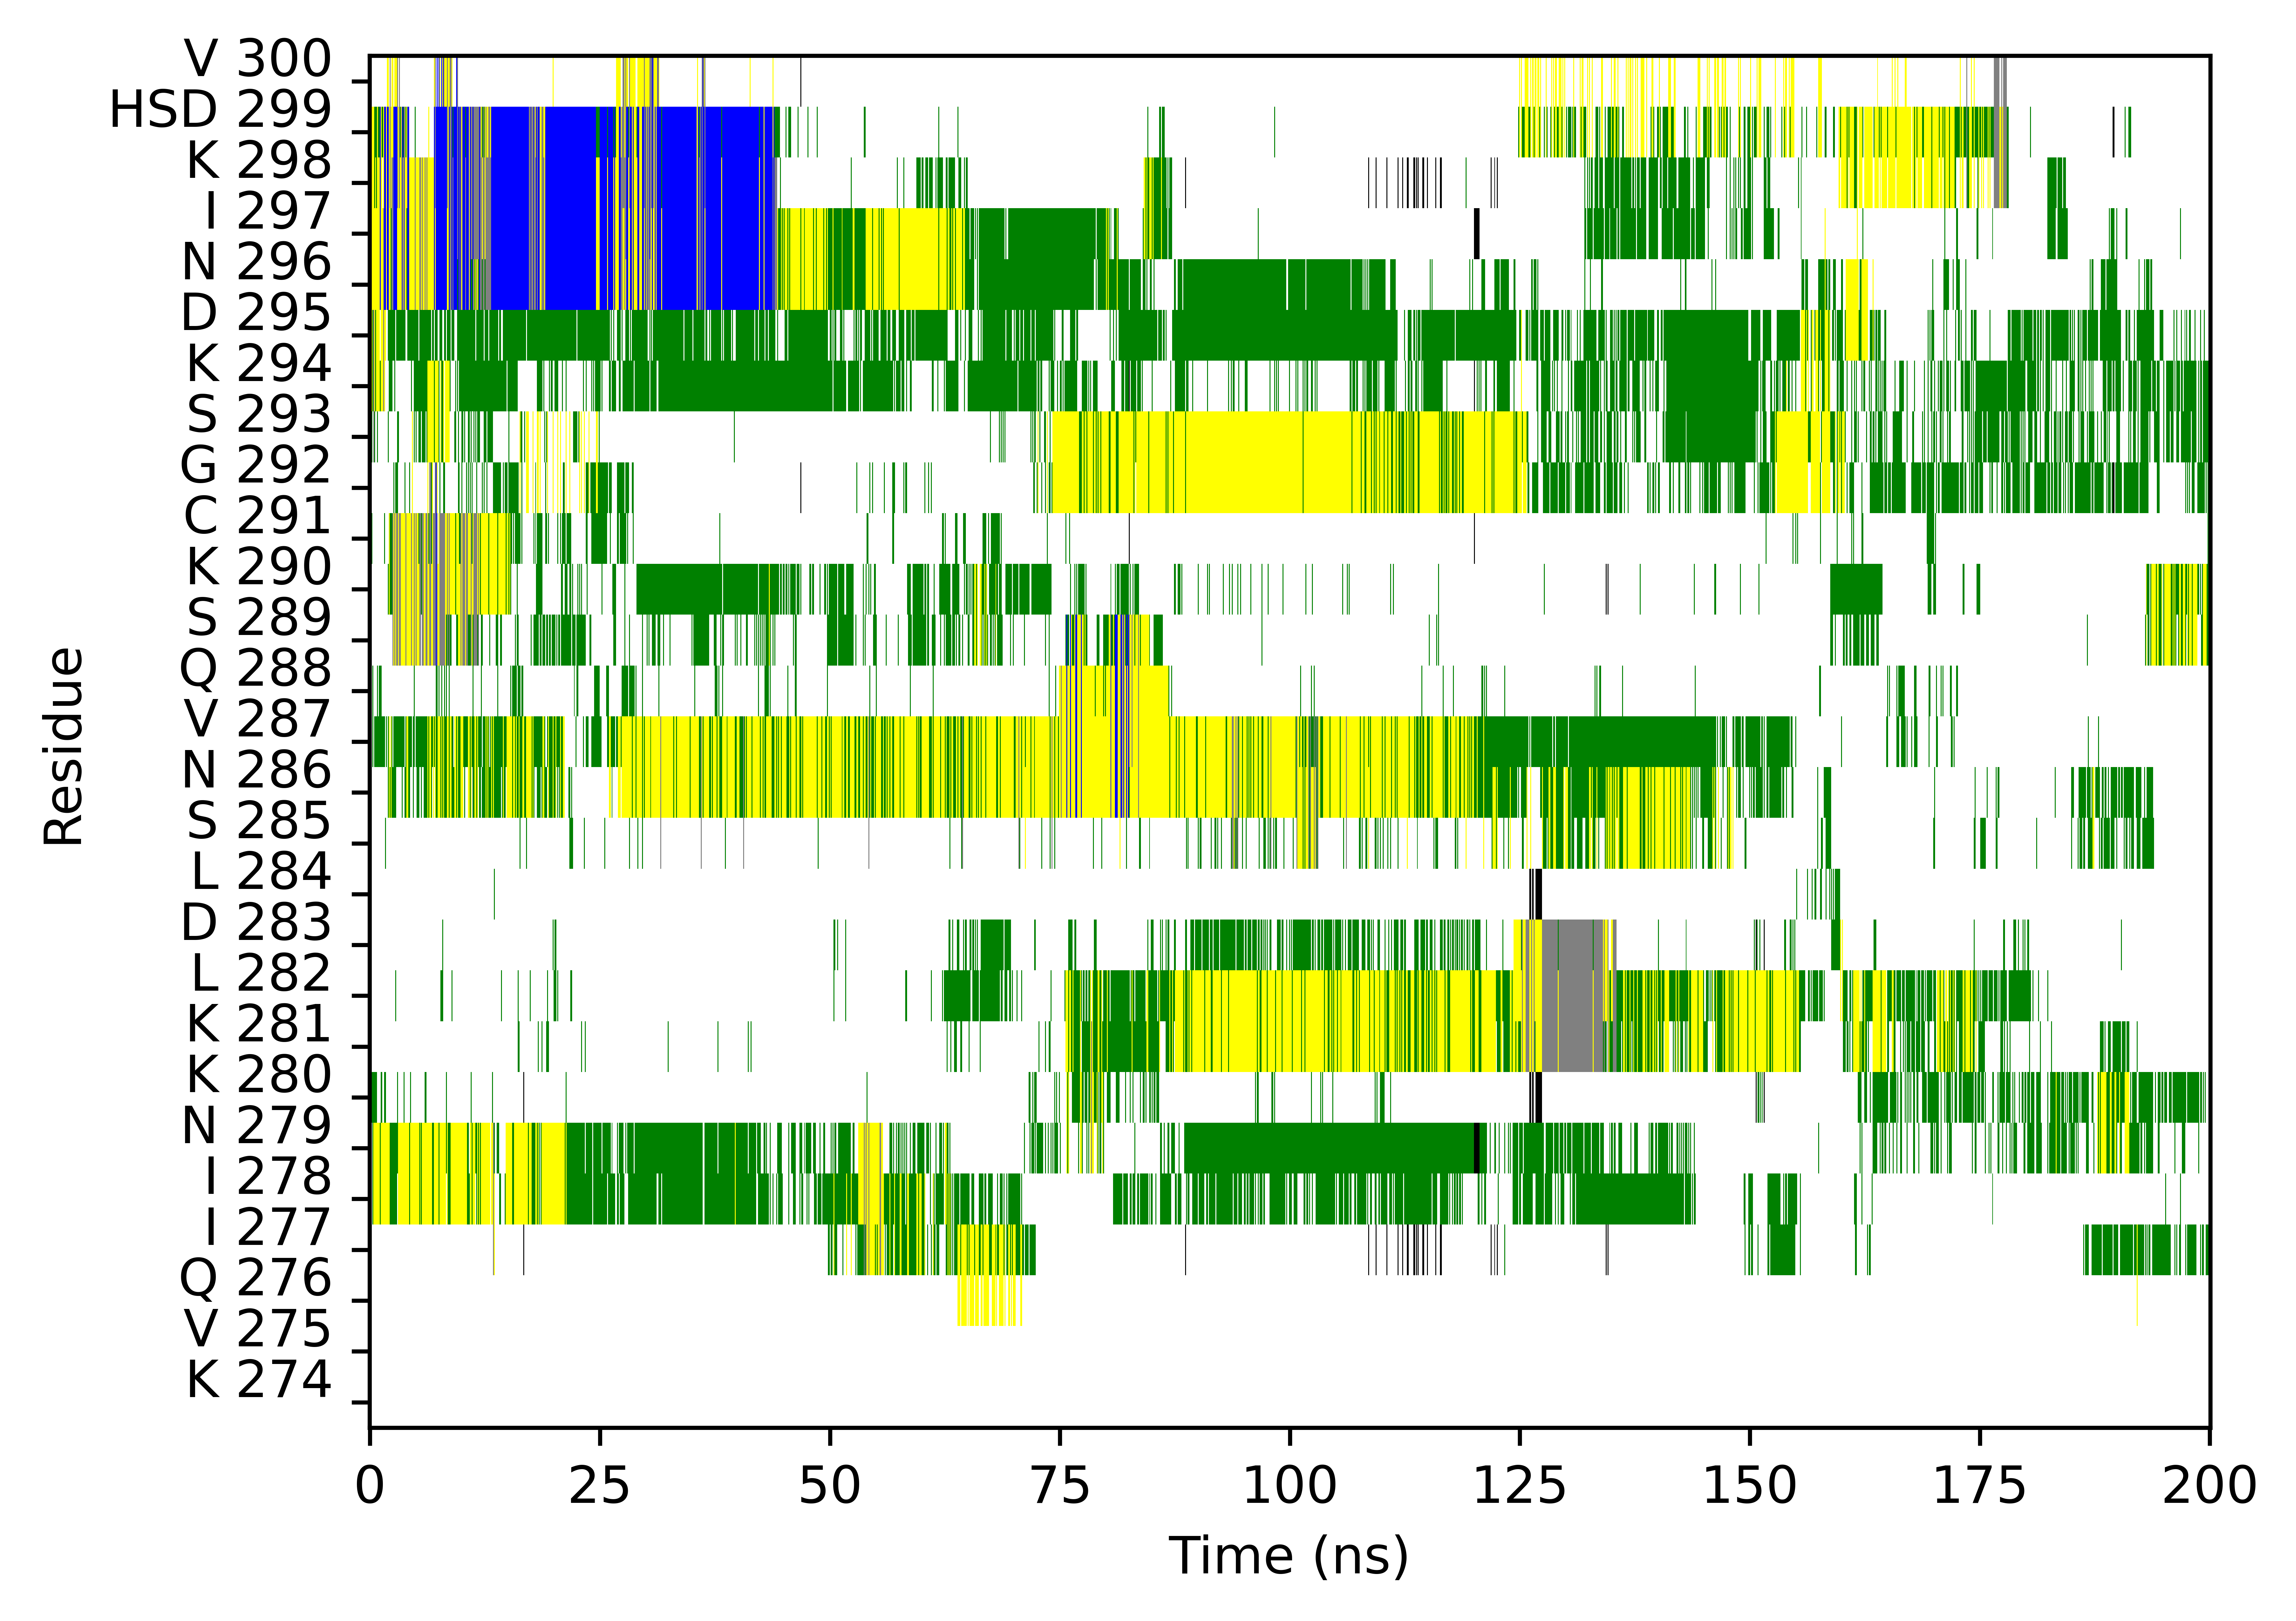 V 300
HSD 299
K 298
I 297
N 296
D 295
K 294
S 293
G 292
C 291
K 290
S 289
Q 288
V 287
N 286
S 285
L 284
D 283
L 282
K 281
K 280
N 279
I 278
I 277
Q 276
V 275
K 274
Residue
0 25 50 75 100 125 150 175 200
Time (ns)